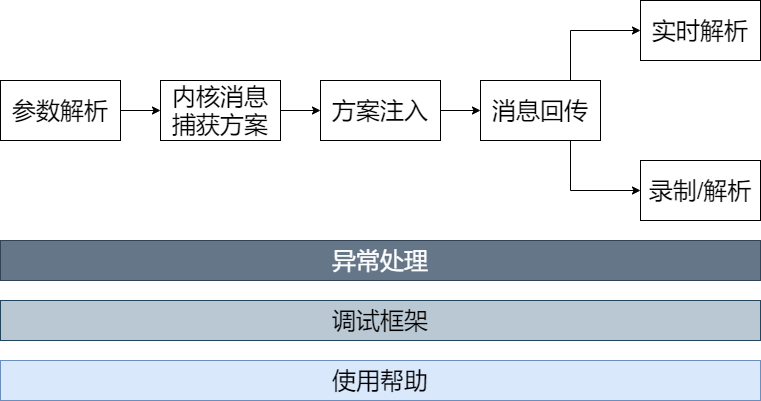 实时解析
参数解析
内核消息
捕获方案
方案注入
消息回传
录制/解析
异常处理
调试框架
使用帮助